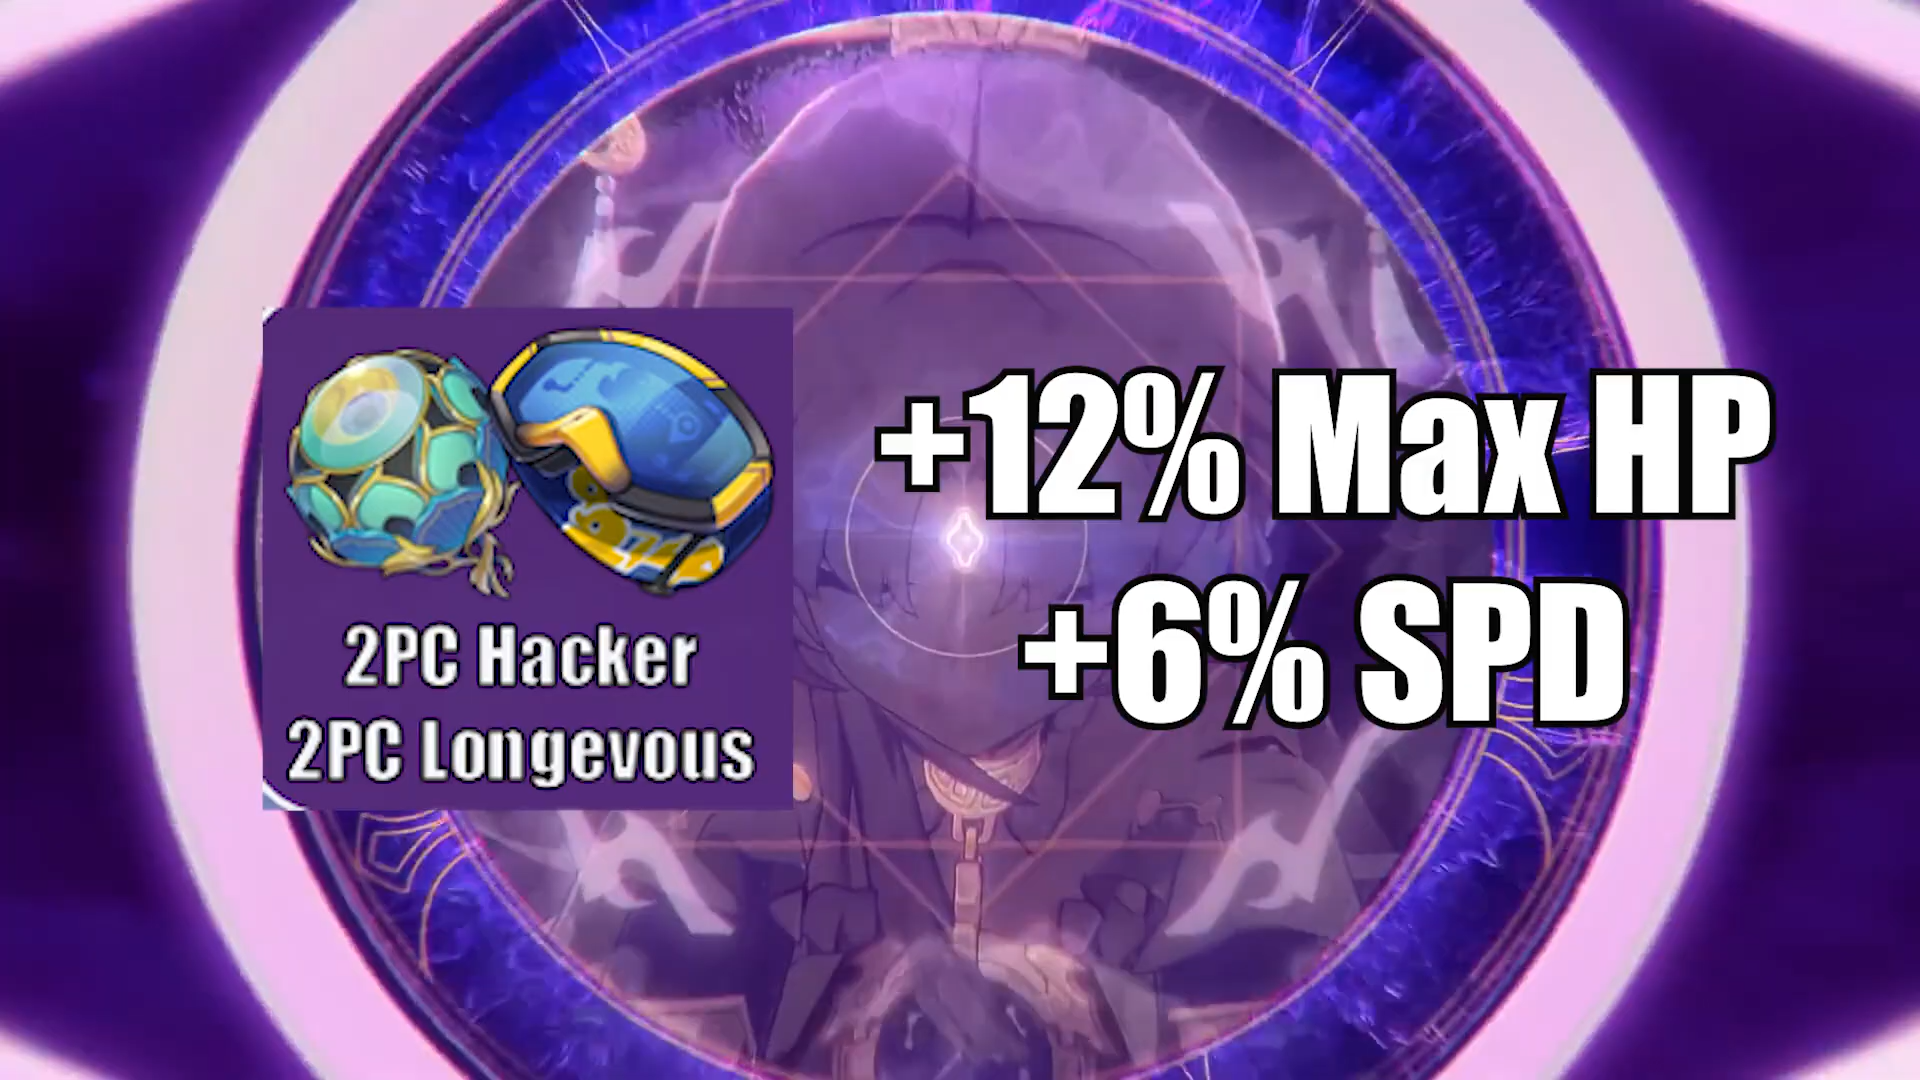 2PC Hacker
2PC Longevous
+12% Max HP
+6% SPD